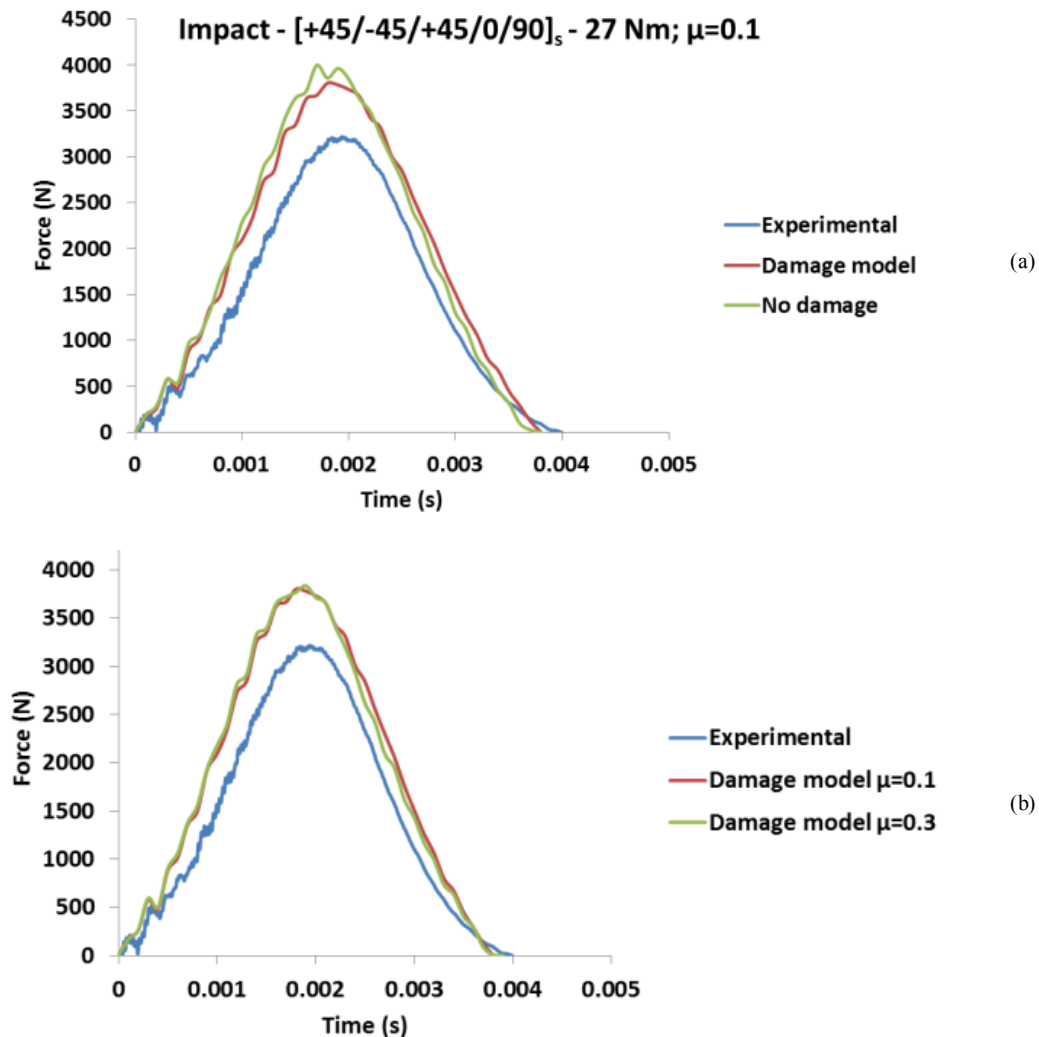 Impact - [+45/-45/+45/0/90]s - 27 Nm; μ=0.1
4500
4000
3500
3000
2500
2000
1500
1000
500
0
Force (N)
0 0.001 0.002 0.003 0.004 0.005
Time (s)
Experimental
Damage model
No damage
(a)
4000
3500
3000
2500
2000
1500
1000
500
0
Force (N)
0 0.001 0.002 0.003 0.004 0.005
Time (s)
Experimental
Damage model μ=0.1
Damage model μ=0.3
(b)